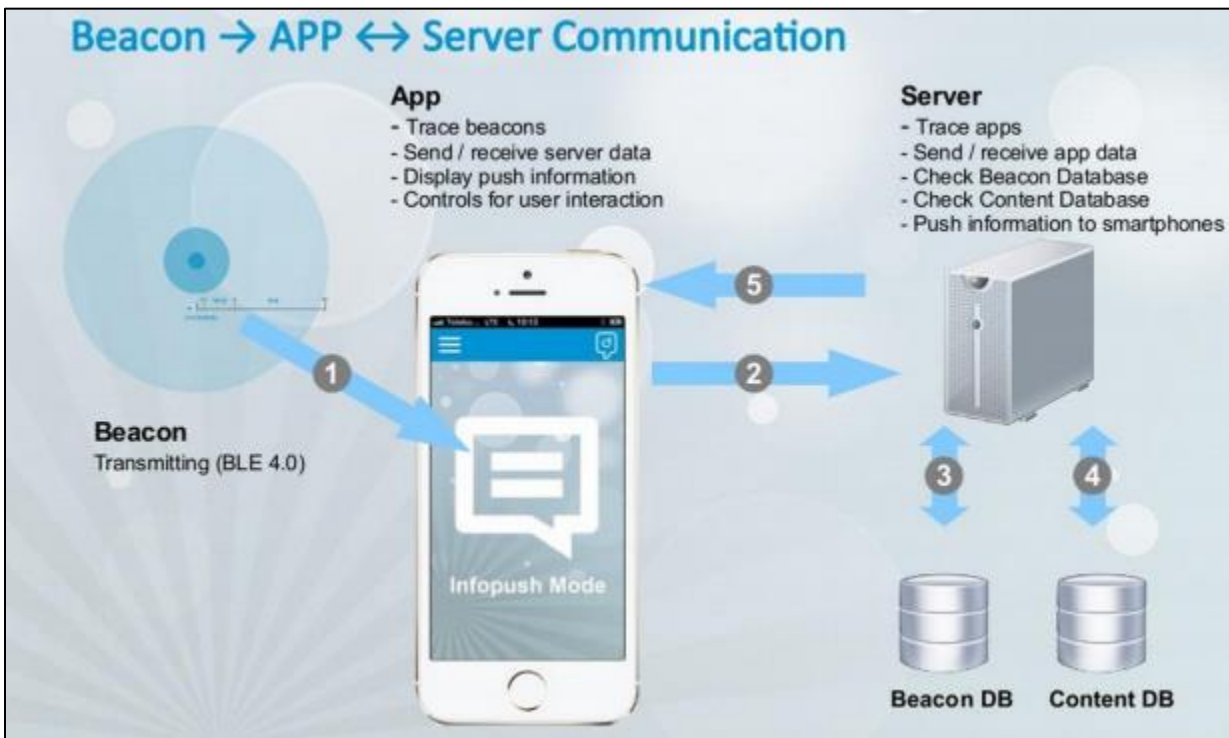 Beacon → APP ↔ Server Communication
App
- Trace beacons
- Send / receive server data
- Display push information
- Controls for user interaction
Server
- Trace apps
- Send / receive app data
- Check Beacon Database
- Check Content Database
- Push information to smartphones
5
LTE
1
2
Beacon
Transmitting (BLE 4.0)
3
4
Infopush Mode
Beacon DB
Content DB